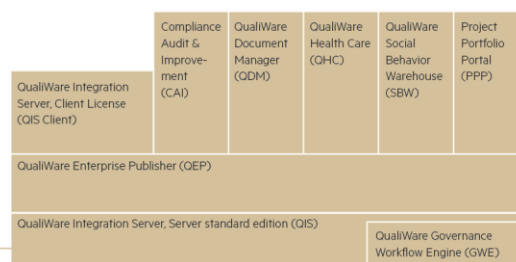 Compliance
Audit &
Improve-
ment
(CAI)
QualiWare
Document
Manager
(QDM)
QualiWare
Health Care
(QHC)
QualiWare
Social
Behavior
Warehouse
(SBW)
Project
Portfolio
Portal
(PPP)
QualiWare Integration
Server, Client License
(QIS Client)
QualiWare Enterprise Publisher (QEP)
QualiWare Integration Server, Server standard edition (QIS)
QualiWare Governance
Workflow Engine (GWE)